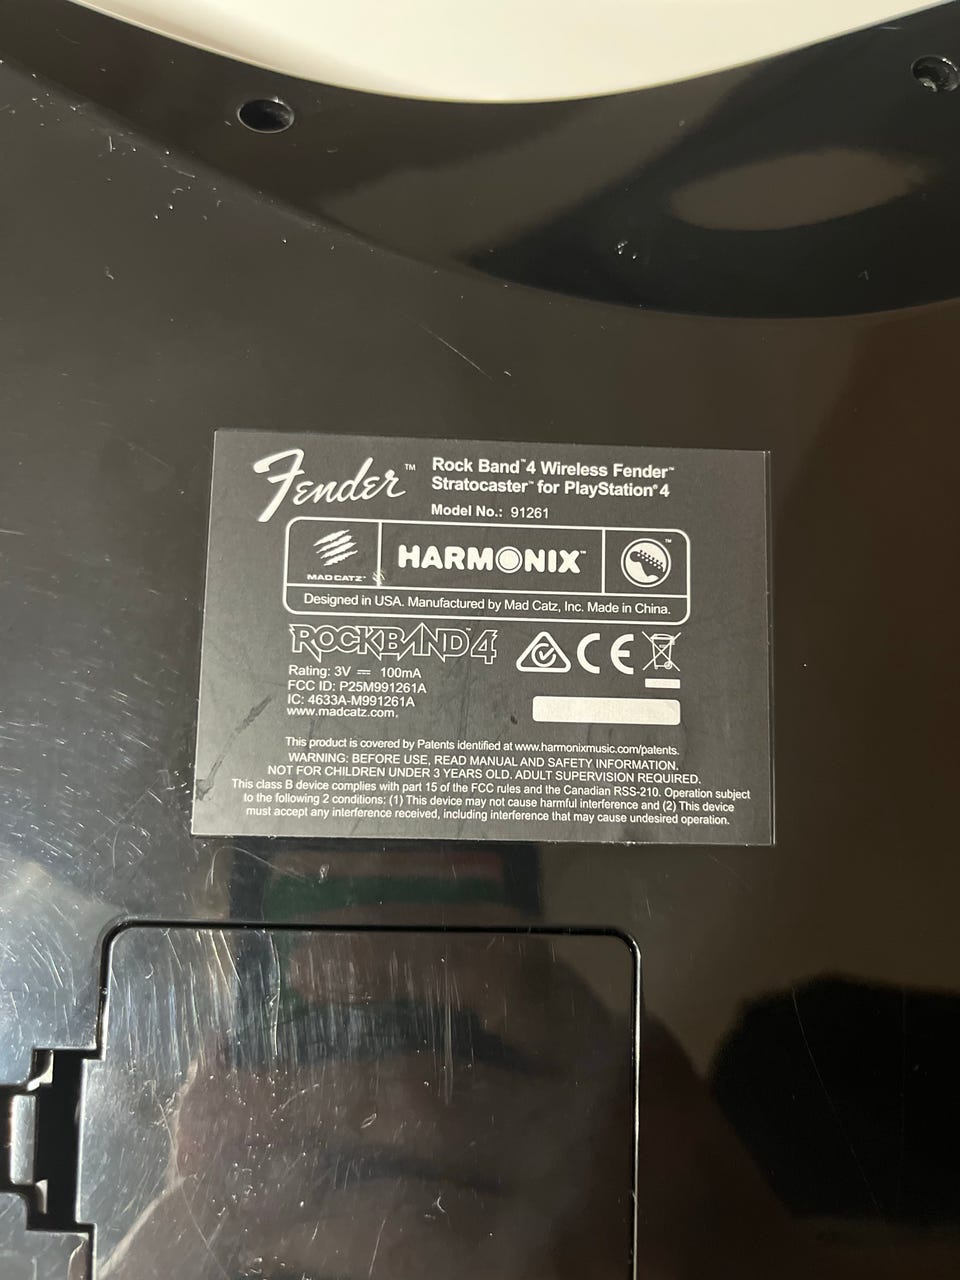 Fender™
Rock Band™4 Wireless Fender™
Stratocaster™ for PlayStation®4
Model No.: 91261
MAD CATZ®
HARMONIX™
™
Designed in USA. Manufactured by Mad Catz, Inc. Made in China.
ROCKBAND™4
CE
Rating: 3V ⎓ 100mA
FCC ID: P25M991261A
IC: 4633A-M991261A
www.madcatz.com.
This product is covered by Patents identified at www.harmonixmusic.com/patents.
WARNING: BEFORE USE, READ MANUAL AND SAFETY INFORMATION.
NOT FOR CHILDREN UNDER 3 YEARS OLD. ADULT SUPERVISION REQUIRED.
This class B device complies with part 15 of the FCC rules and the Canadian RSS-210. Operation subject
to the following 2 conditions: (1) This device may not cause harmful interference and (2) This device
must accept any interference received, including interference that may cause undesired operation.